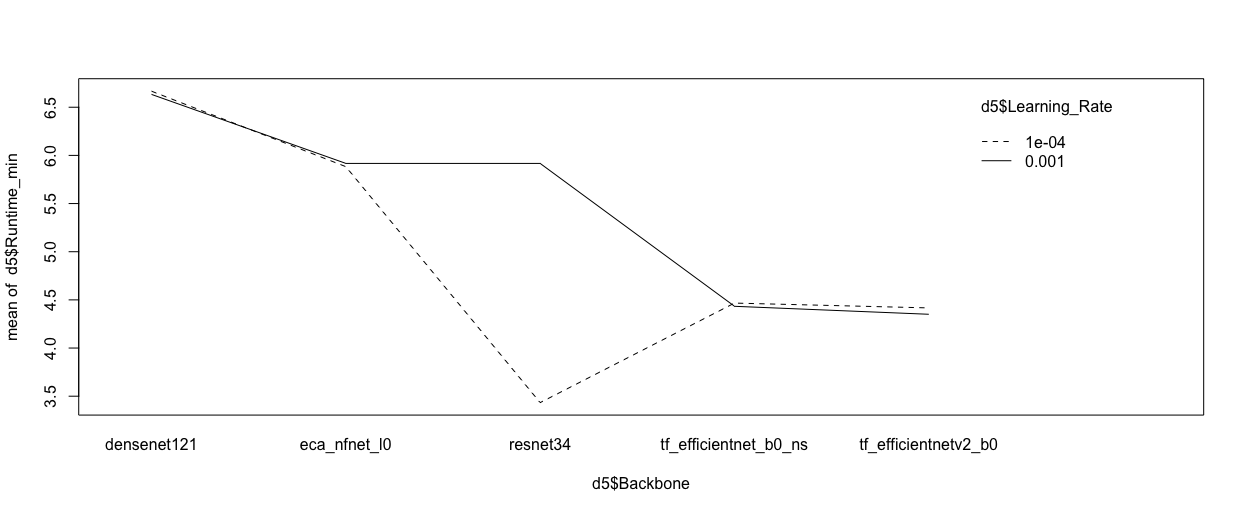 mean of  d5$Runtime_min
6.5
6.0
5.5
5.0
4.5
4.0
3.5
d5$Learning_Rate
1e-04
0.001
densenet121
eca_nfnet_l0
resnet34
tf_efficientnet_b0_ns
tf_efficientnetv2_b0
d5$Backbone